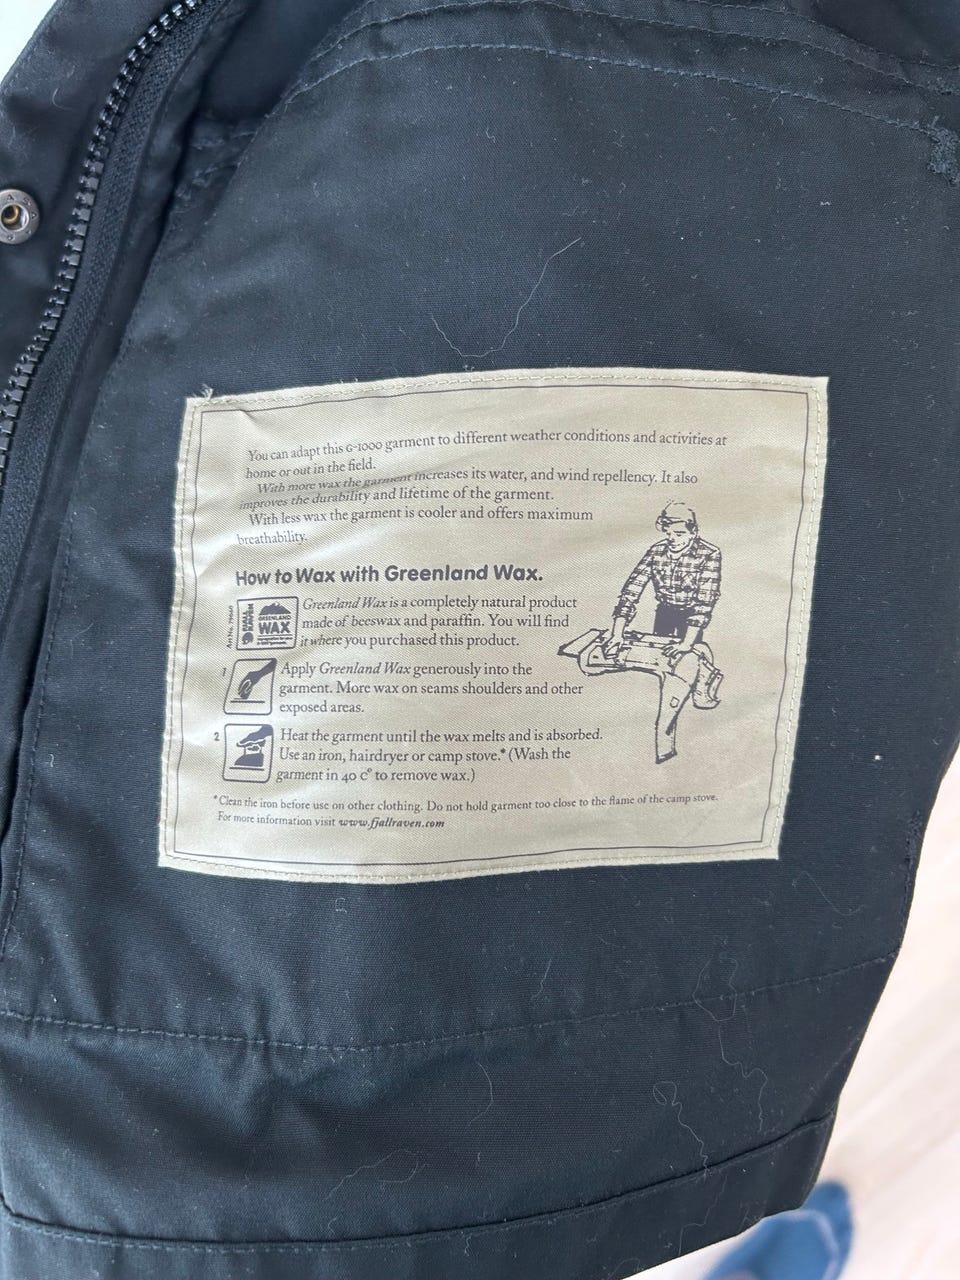 You can adapt this G-1000 garment to different weather conditions and activities at
home or out in the field.
With more wax the garment increases its water, and wind repellency. It also
improves the durability and lifetime of the garment.
With less wax the garment is cooler and offers maximum
breathability.
How to Wax with Greenland Wax.
GREENLAND
WAX
Greenland Wax is a completely natural product
made of beeswax and paraffin. You will find
it where you purchased this product.
1
Apply Greenland Wax generously into the
garment. More wax on seams shoulders and other
exposed areas.
2
Heat the garment until the wax melts and is absorbed.
Use an iron, hairdryer or camp stove.* (Wash the
garment in 40 c° to remove wax.)
*Clean the iron before use on other clothing. Do not hold garment too close to the flame of the camp stove.
For more information visit www.fjallraven.com